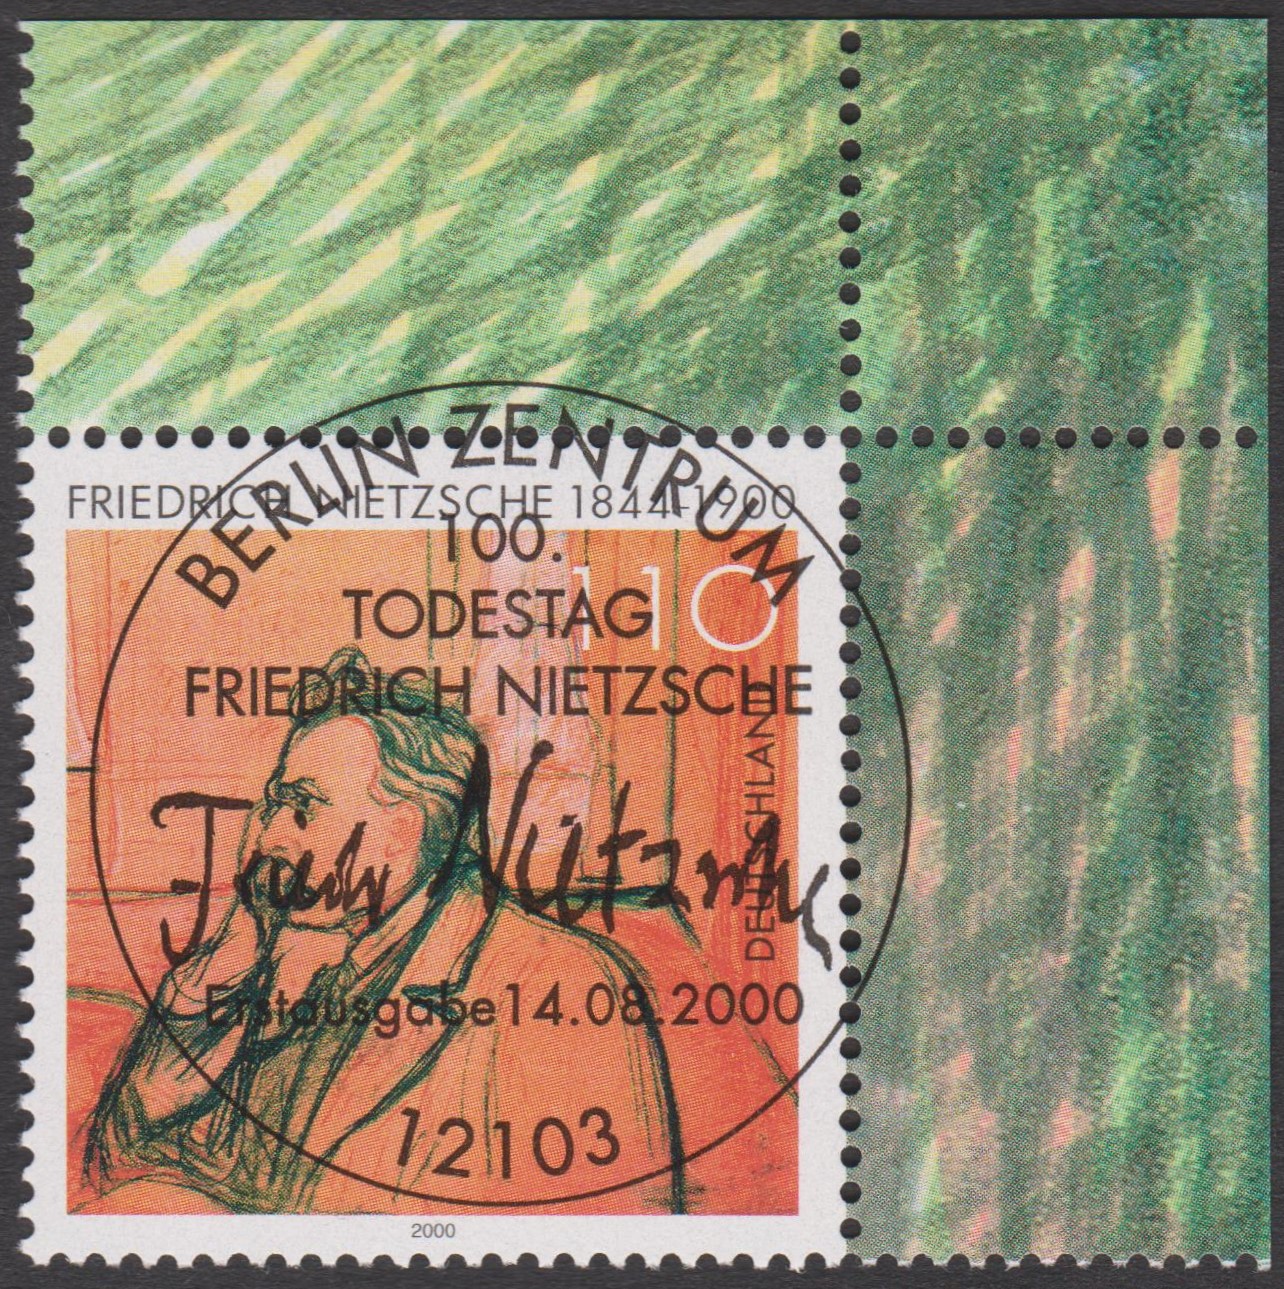 BERLIN ZENTRUM
FRIEDRICH NIETZSCHE 1844-1900
100.
110
TODESTAG
FRIEDRICH NIETZSCHE
DEUTSCHLAND
Erstausgabe 14.08.2000
12103
2000